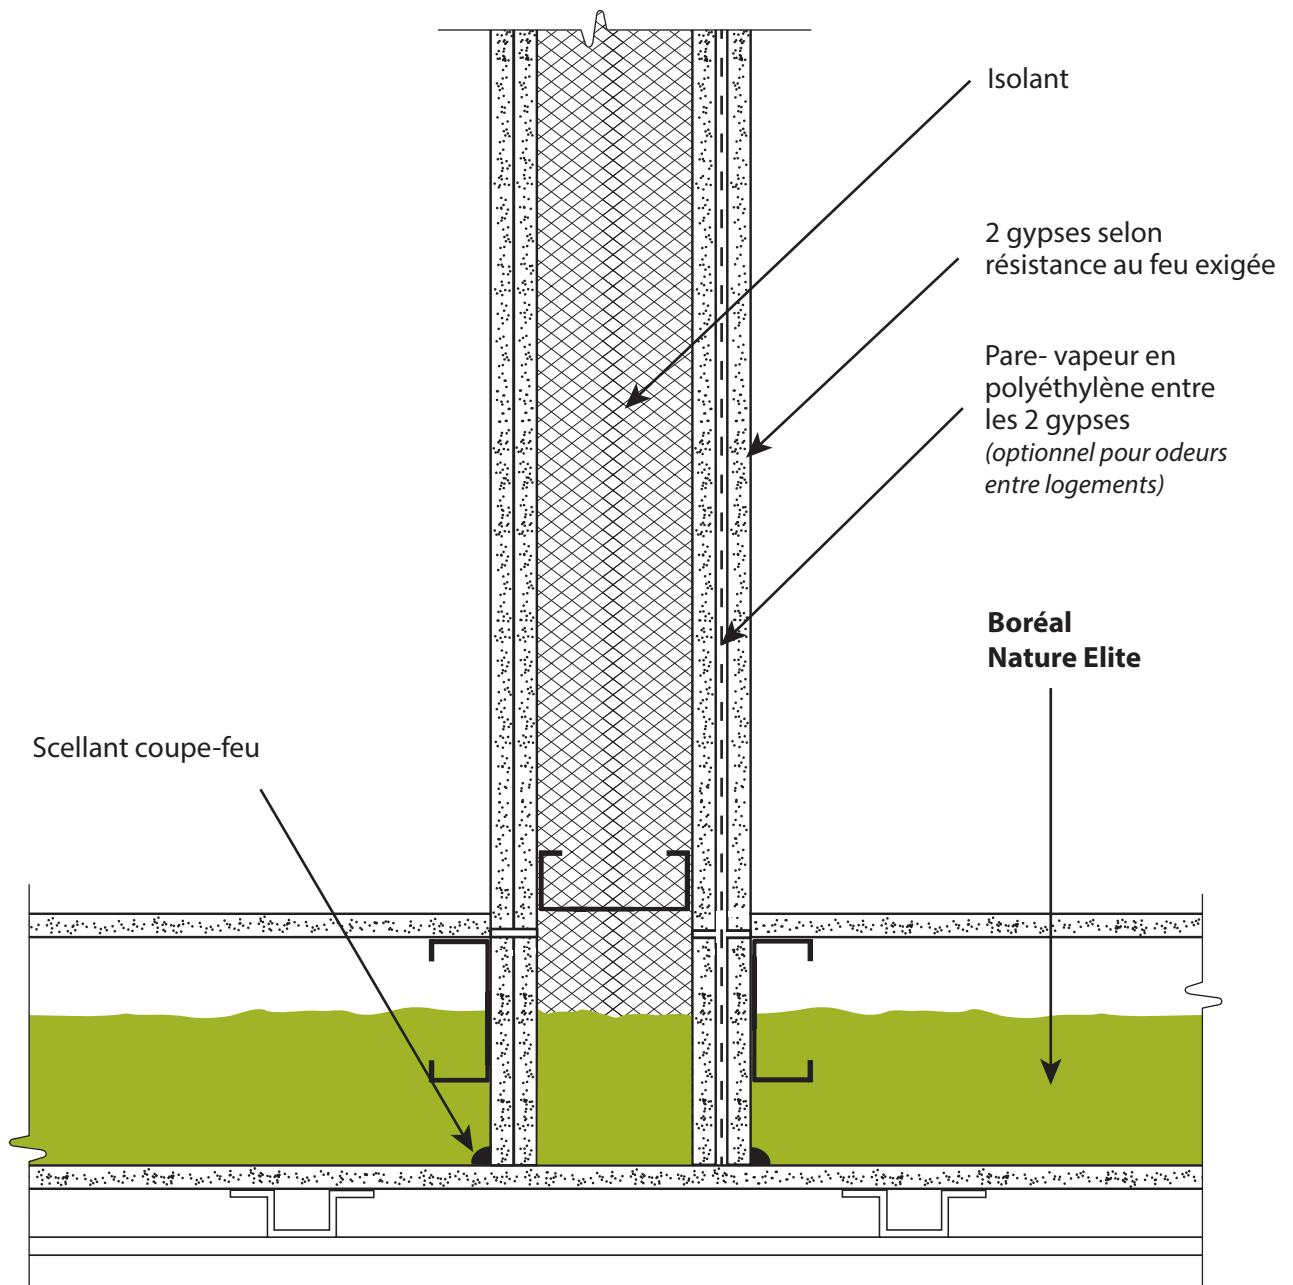 Isolant
2 gypses selon
résistance au feu exigée
Pare- vapeur en
polyéthylène entre
les 2 gypses
(optionnel pour odeurs
entre logements)
Boréal
Nature Elite
Scellant coupe-feu